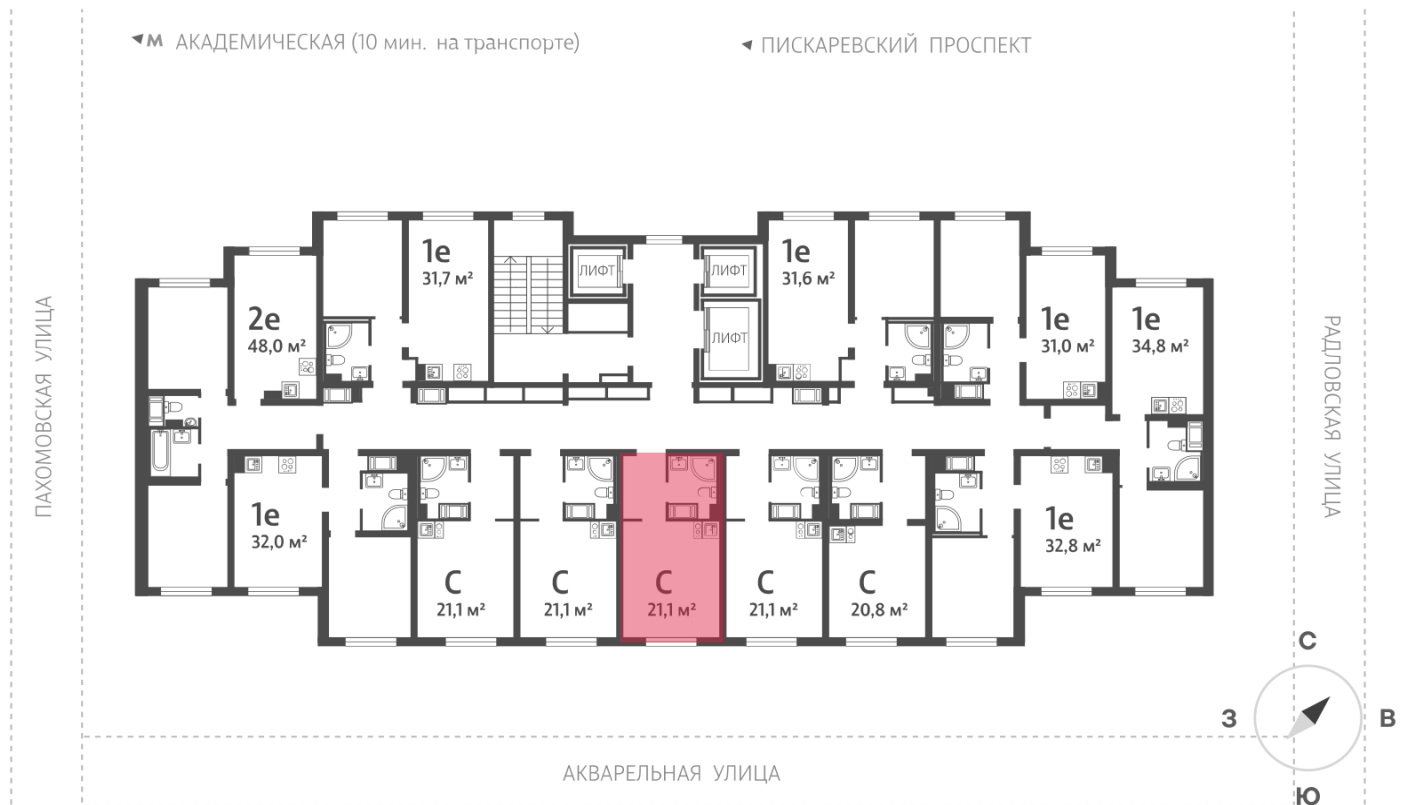 М АКАДЕМИЧЕСКАЯ (10 мин. на транспорте)
ПИСКАРЕВСКИЙ ПРОСПЕКТ
ПАХОМОВСКАЯ УЛИЦА
РАДЛОВСКАЯ УЛИЦА
2е
48,0 м²
1е
31,7 м²
ЛИФТ
ЛИФТ
ЛИФТ
1е
31,6 м²
1е
31,0 м²
1е
34,8 м²
1е
32,0 м²
С
21,1 м²
С
21,1 м²
С
21,1 м²
С
21,1 м²
С
20,8 м²
1е
32,8 м²
С
З
В
Ю
АКВАРЕЛЬНАЯ УЛИЦА